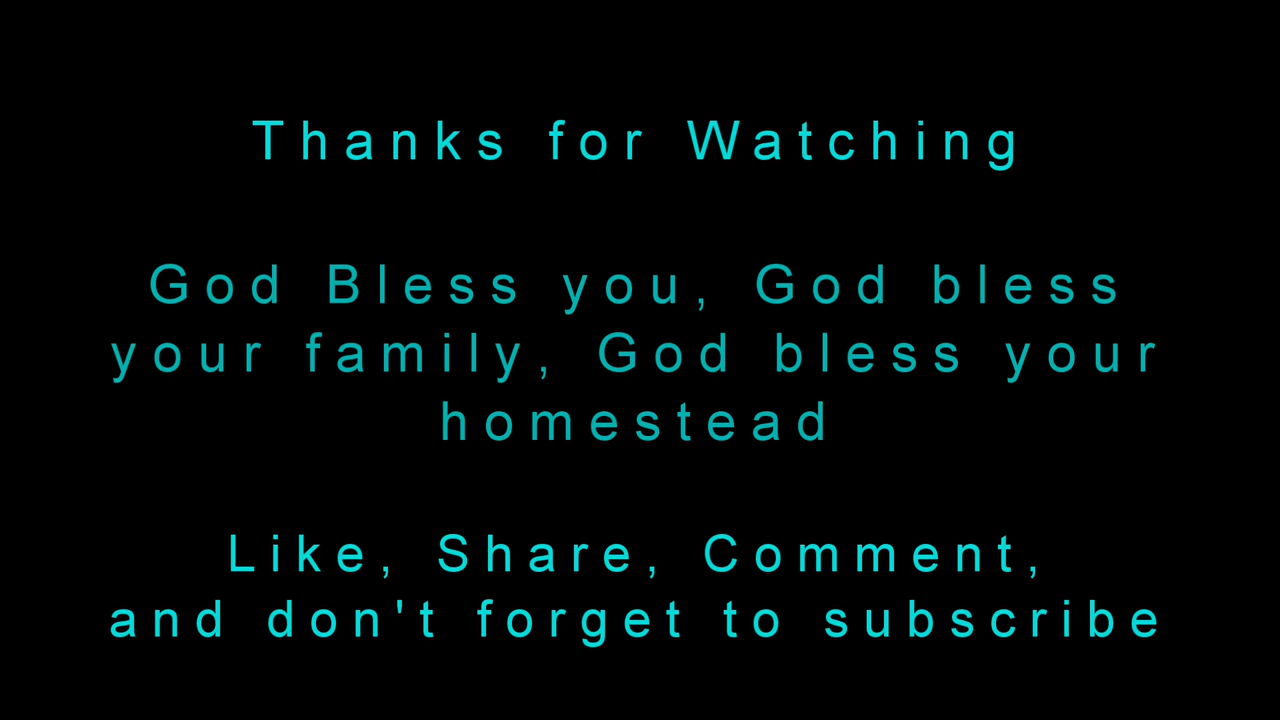 Thanks for Watching
God Bless you, God bless
your family, God bless your
homestead
Like, Share, Comment,
and don't forget to subscribe